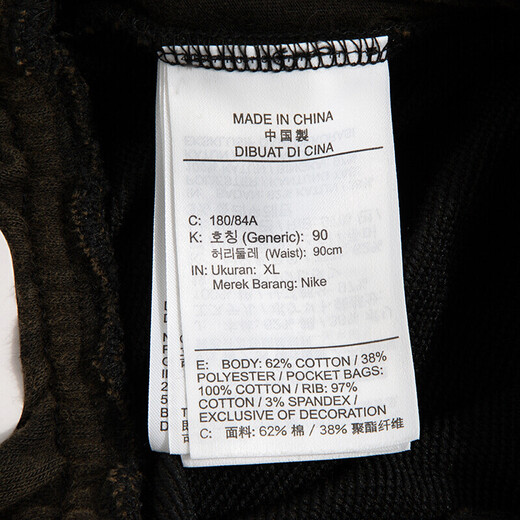 MADE IN CHINA
中国製
DIBUAT DI CINA
C: 180/84A
K: 호칭 (Generic): 90
허리둘레 (Waist): 90cm
IN: Ukuran: XL
Merek Barang: Nike
E: BODY: 62% COTTON / 38%
POLYESTER / POCKET BAGS:
100% COTTON / RIB: 97%
COTTON / 3% SPANDEX /
EXCLUSIVE OF DECORATION
C: 面料: 62% 棉 / 38% 聚酯纤维